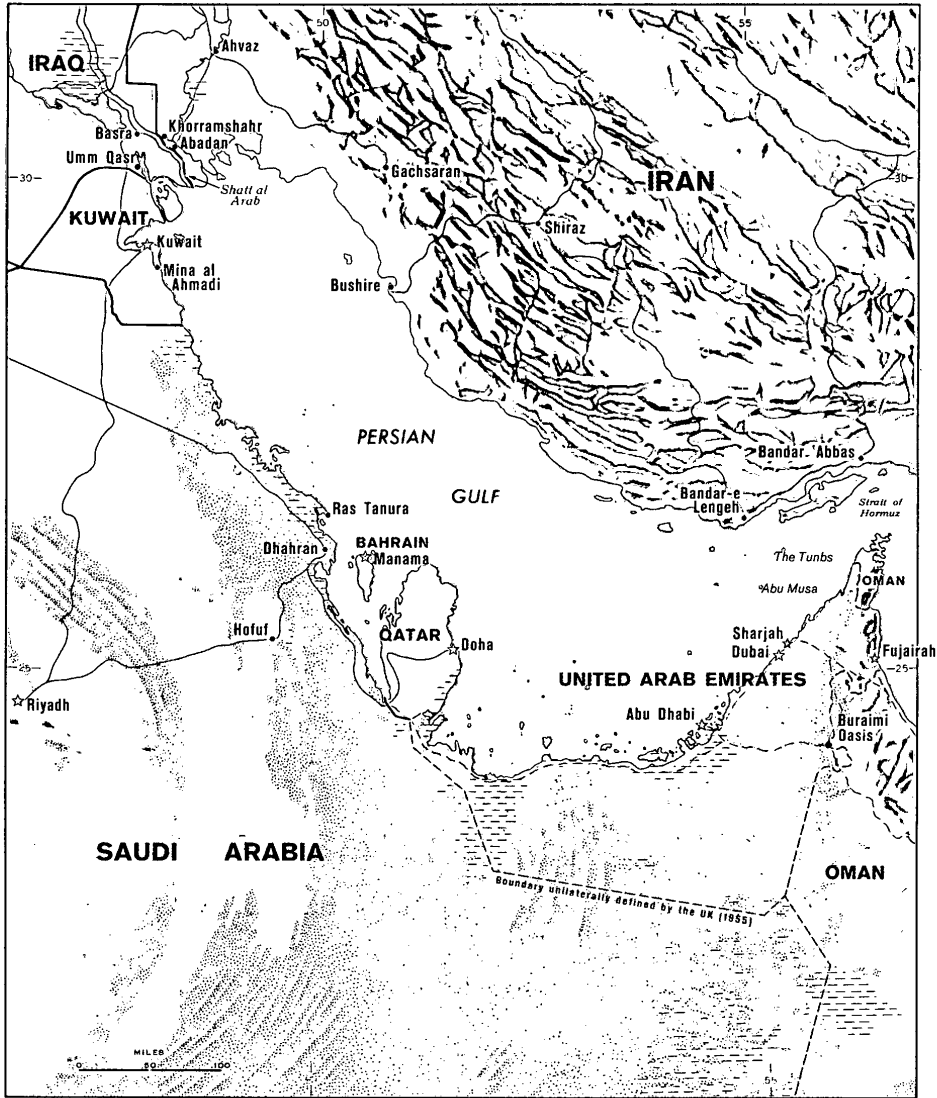 50
55
Ahvaz
IRAQ
Khorramshahr
Basra
Abadan
Umm Qasr
30
Gachsaran
IRAN
30
Shatt al
Arab
KUWAIT
Shiraz
Kuwait
Mina al
Ahmadi
Bushire
PERSIAN
Bandar 'Abbas
GULF
Bandar-e
Lengeh
Strait of
Hormuz
Ras Tanura
BAHRAIN
Dhahran
Manama
The Tunbs
OMAN
Abu Musa
Hofuf
QATAR
Doha
Sharjah
Dubai
Fujairah
25
25
UNITED ARAB EMIRATES
Riyadh
Abu Dhabi
Buraimi
Oasis
SAUDI ARABIA
OMAN
Boundary unilaterally defined by the UK (1955)
MILES
0 50 100
55